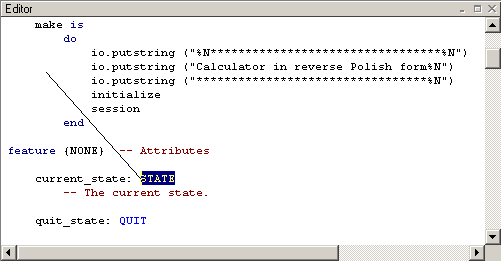 Editor
make is
do
io.putstring ("%N*********************************%N")
io.putstring ("Calculator in reverse Polish form%N")
io.putstring ("*********************************%N")
initialize
session
end
feature {NONE} -- Attributes
current_state: STATE
-- The current state.
quit_state: QUIT